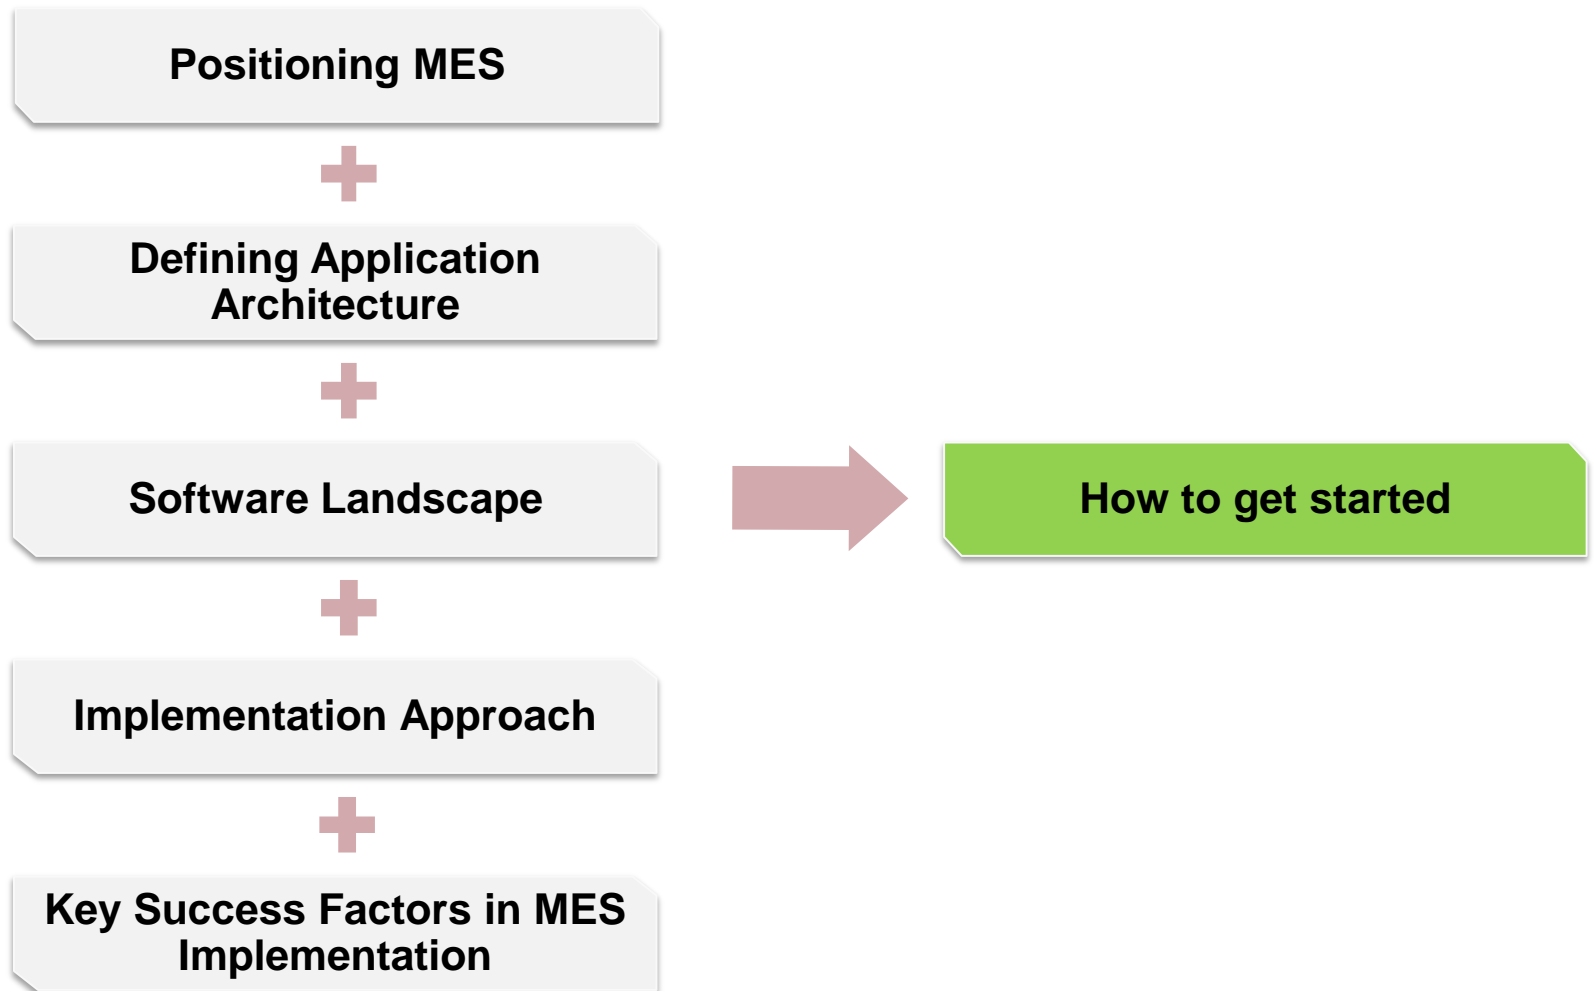 Positioning MES
Defining Application
Architecture
Software Landscape
How to get started
Implementation Approach
Key Success Factors in MES
Implementation